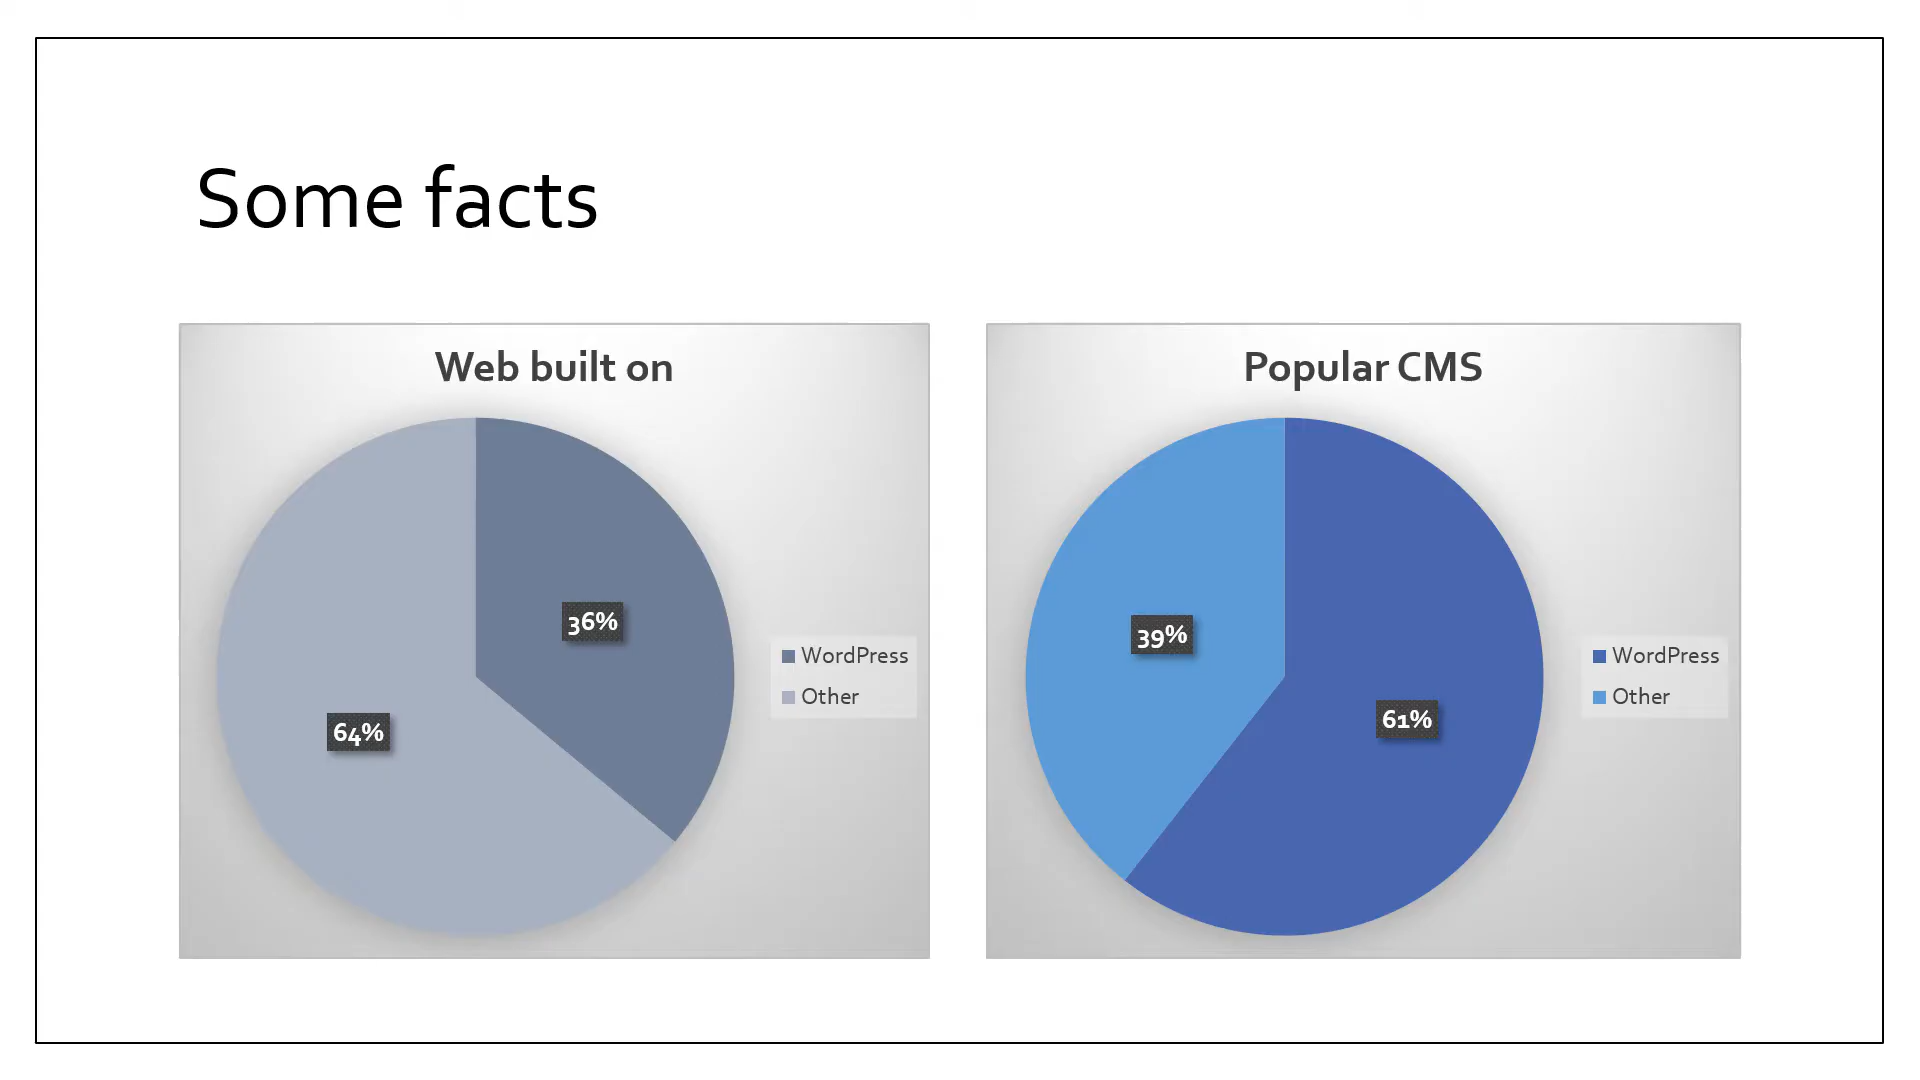 Some facts
Web built on
36%
64%
WordPress
Other
Popular CMS
39%
61%
WordPress
Other